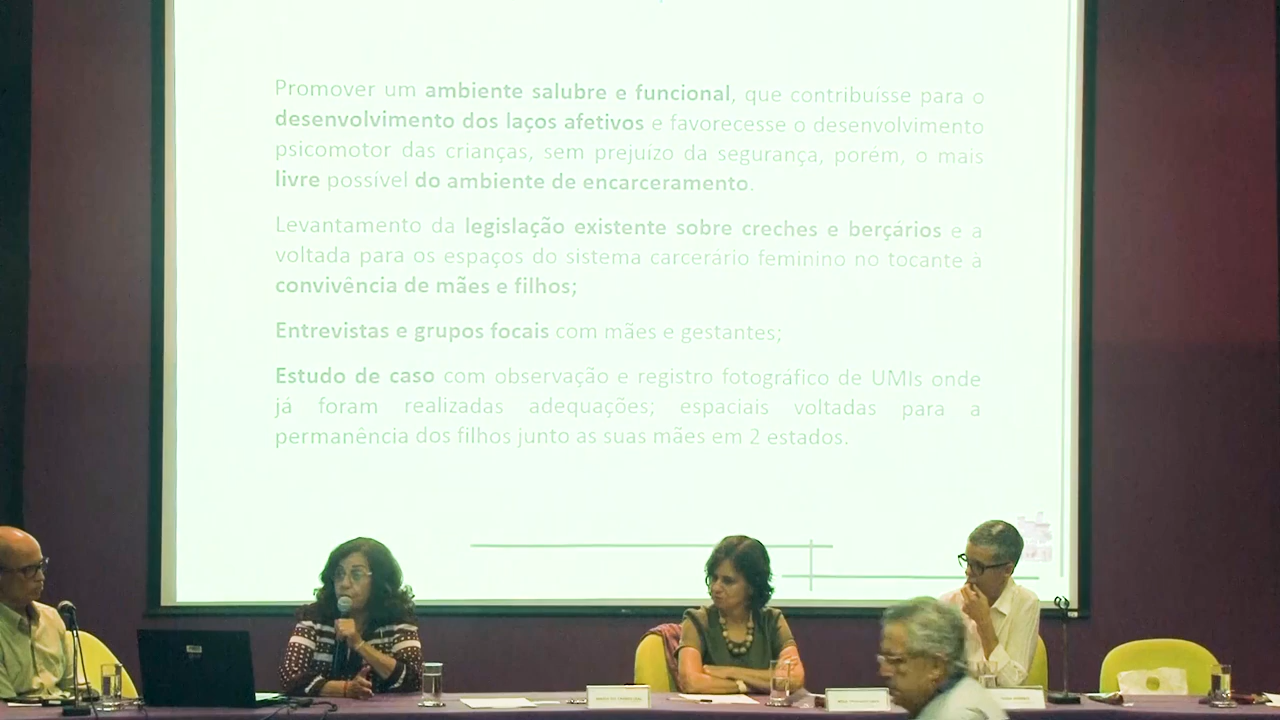 Promover um ambiente salubre e funcional, que contribuísse para o
desenvolvimento dos laços afetivos e favorecesse o desenvolvimento
psicomotor das crianças, sem prejuízo da segurança, porém, o mais
livre possível do ambiente de encarceramento.
Levantamento da legislação existente sobre creches e berçários e a
voltada para os espaços do sistema carcerário feminino no tocante à
convivência de mães e filhos;
Entrevistas e grupos focais com mães e gestantes;
Estudo de caso com observação e registro fotográfico de UMIs onde
já foram realizadas adequações; espaciais voltadas para a
permanência dos filhos junto as suas mães em 2 estados.